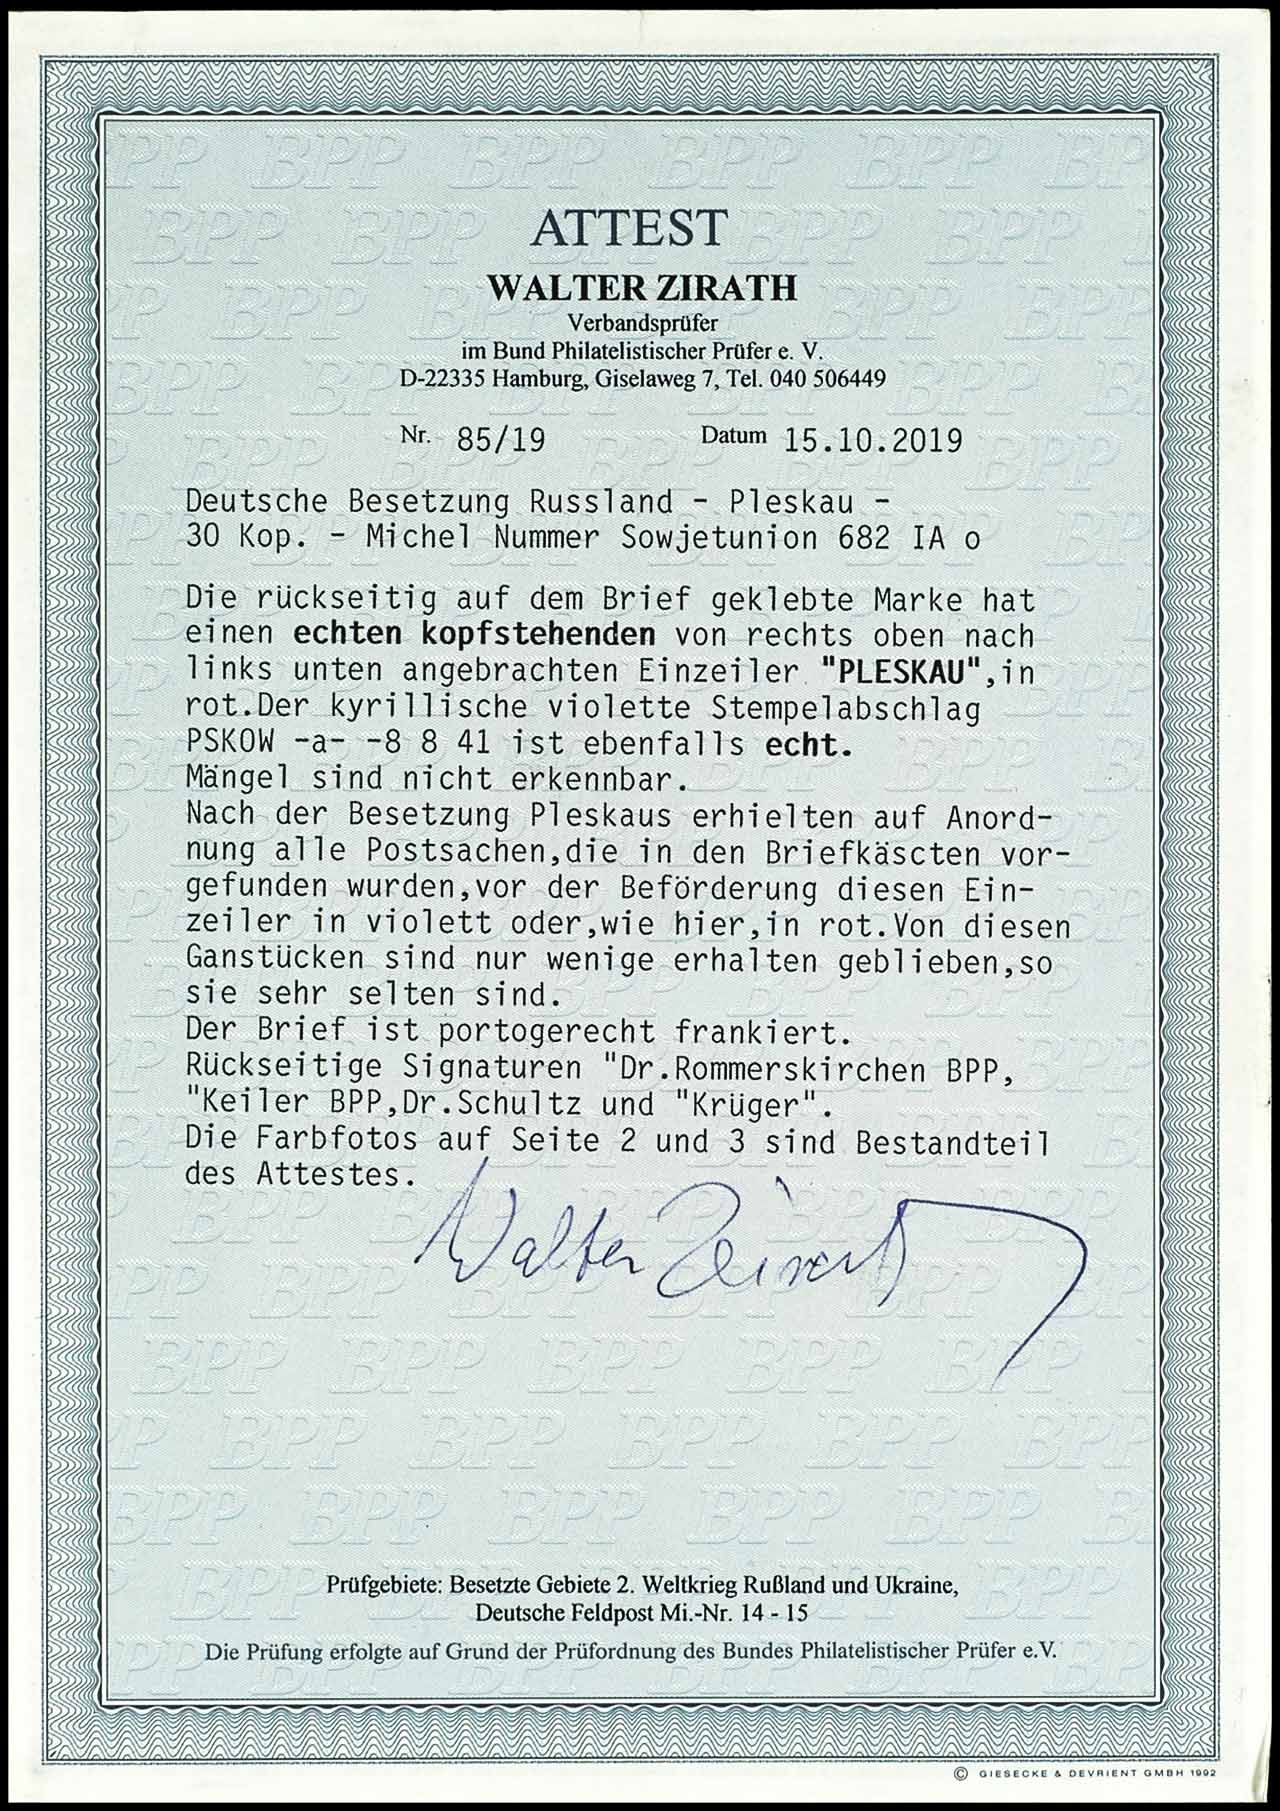 ATTEST
WALTER ZIRATH
Verbandsprüfer
im Bund Philatelistischer Prüfer e. V.
D-22335 Hamburg, Giselaweg 7, Tel. 040 506449
Nr. 85/19 Datum 15.10.2019
Deutsche Besetzung Russland - Pleskau -
30 Kop. - Michel Nummer Sowjetunion 682 IA o
Die rückseitig auf dem Brief geklebte Marke hat
einen echten kopfstehenden von rechts oben nach
links unten angebrachten Einzeiler "PLESKAU",in
rot.Der kyrillische violette Stempelabschlag
PSKOW -a- -8 8 41 ist ebenfalls echt.
Mängel sind nicht erkennbar.
Nach der Besetzung Pleskaus erhielten auf Anord-
nung alle Postsachen,die in den Briefkäscten vor-
gefunden wurden,vor der Beförderung diesen Ein-
zeiler in violett oder,wie hier,in rot.Von diesen
Ganstücken sind nur wenige erhalten geblieben,so
sie sehr selten sind.
Der Brief ist portogerecht frankiert.
Rückseitige Signaturen "Dr.Rommerskirchen BPP,
"Keiler BPP,Dr.Schultz und "Krüger".
Die Farbfotos auf Seite 2 und 3 sind Bestandteil
des Attestes.
Walter Zirath
Prüfgebiete: Besetzte Gebiete 2. Weltkrieg Rußland und Ukraine,
Deutsche Feldpost Mi.-Nr. 14 - 15
Die Prüfung erfolgte auf Grund der Prüfordnung des Bundes Philatelistischer Prüfer e.V.
© GIESECKE & DEVRIENT GMBH 1992